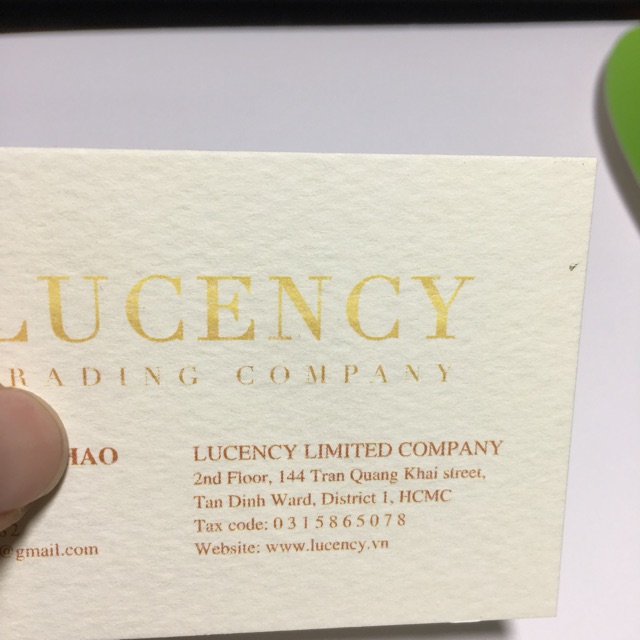 LUCENCY
RADING COMPANY
HAO
@gmail.com
LUCENCY LIMITED COMPANY
2nd Floor, 144 Tran Quang Khai street,
Tan Dinh Ward, District 1, HCMC
Tax code: 0315865078
Website: www.lucency.vn